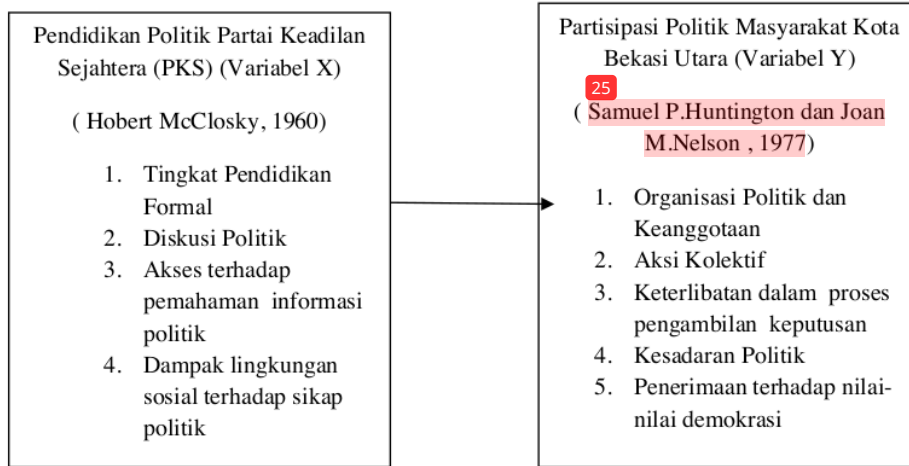 Pendidikan Politik Partai Keadilan
Sejahtera (PKS) (Variabel X)
( Hobert McClosky, 1960)
1. Tingkat Pendidikan
Formal
2. Diskusi Politik
3. Akses terhadap
pemahaman informasi
politik
4. Dampak lingkungan
sosial terhadap sikap
politik
Partisipasi Politik Masyarakat Kota
Bekasi Utara (Variabel Y)
25
( Samuel P.Huntington dan Joan
M.Nelson , 1977)
1. Organisasi Politik dan
Keanggotaan
2. Aksi Kolektif
3. Keterlibatan dalam proses
pengambilan keputusan
4. Kesadaran Politik
5. Penerimaan terhadap nilai-
nilai demokrasi